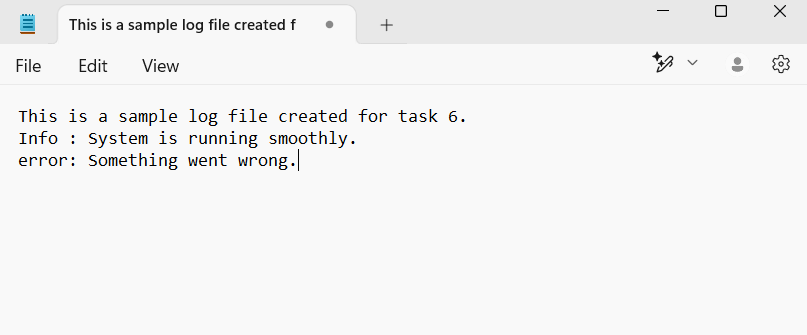 This is a sample log file created f
File Edit View
This is a sample log file created for task 6.
Info : System is running smoothly.
error: Something went wrong.